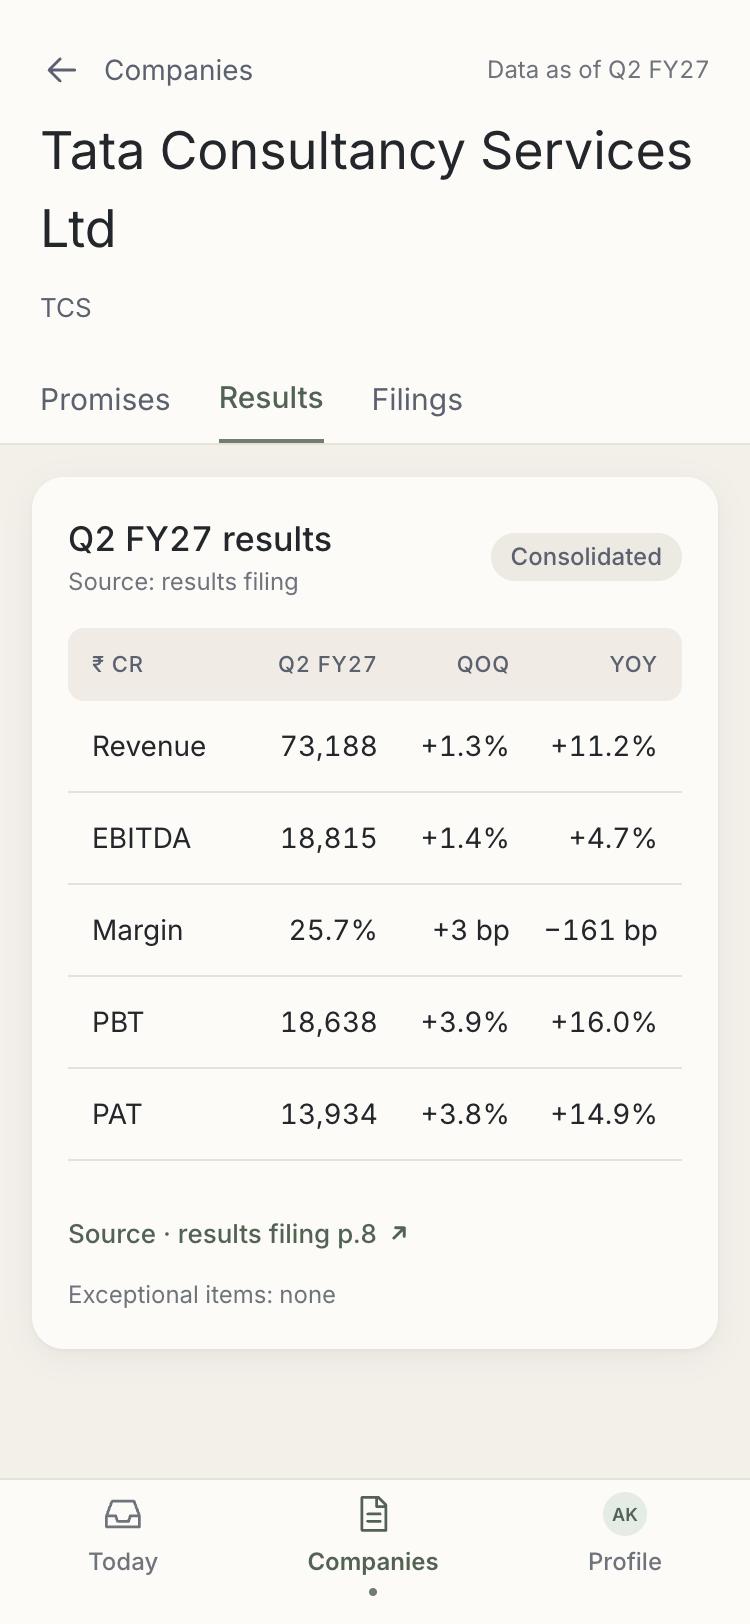 Companies
Data as of Q2 FY27
Tata Consultancy Services
Ltd
TCS
Promises Results Filings
Q2 FY27 results
Source: results filing
Consolidated
₹ CR Q2 FY27 QOQ YOY
Revenue 73,188 +1.3% +11.2%
EBITDA 18,815 +1.4% +4.7%
Margin 25.7% +3 bp −161 bp
PBT 18,638 +3.9% +16.0%
PAT 13,934 +3.8% +14.9%
Source · results filing p.8
Exceptional items: none
AK
Today Companies Profile